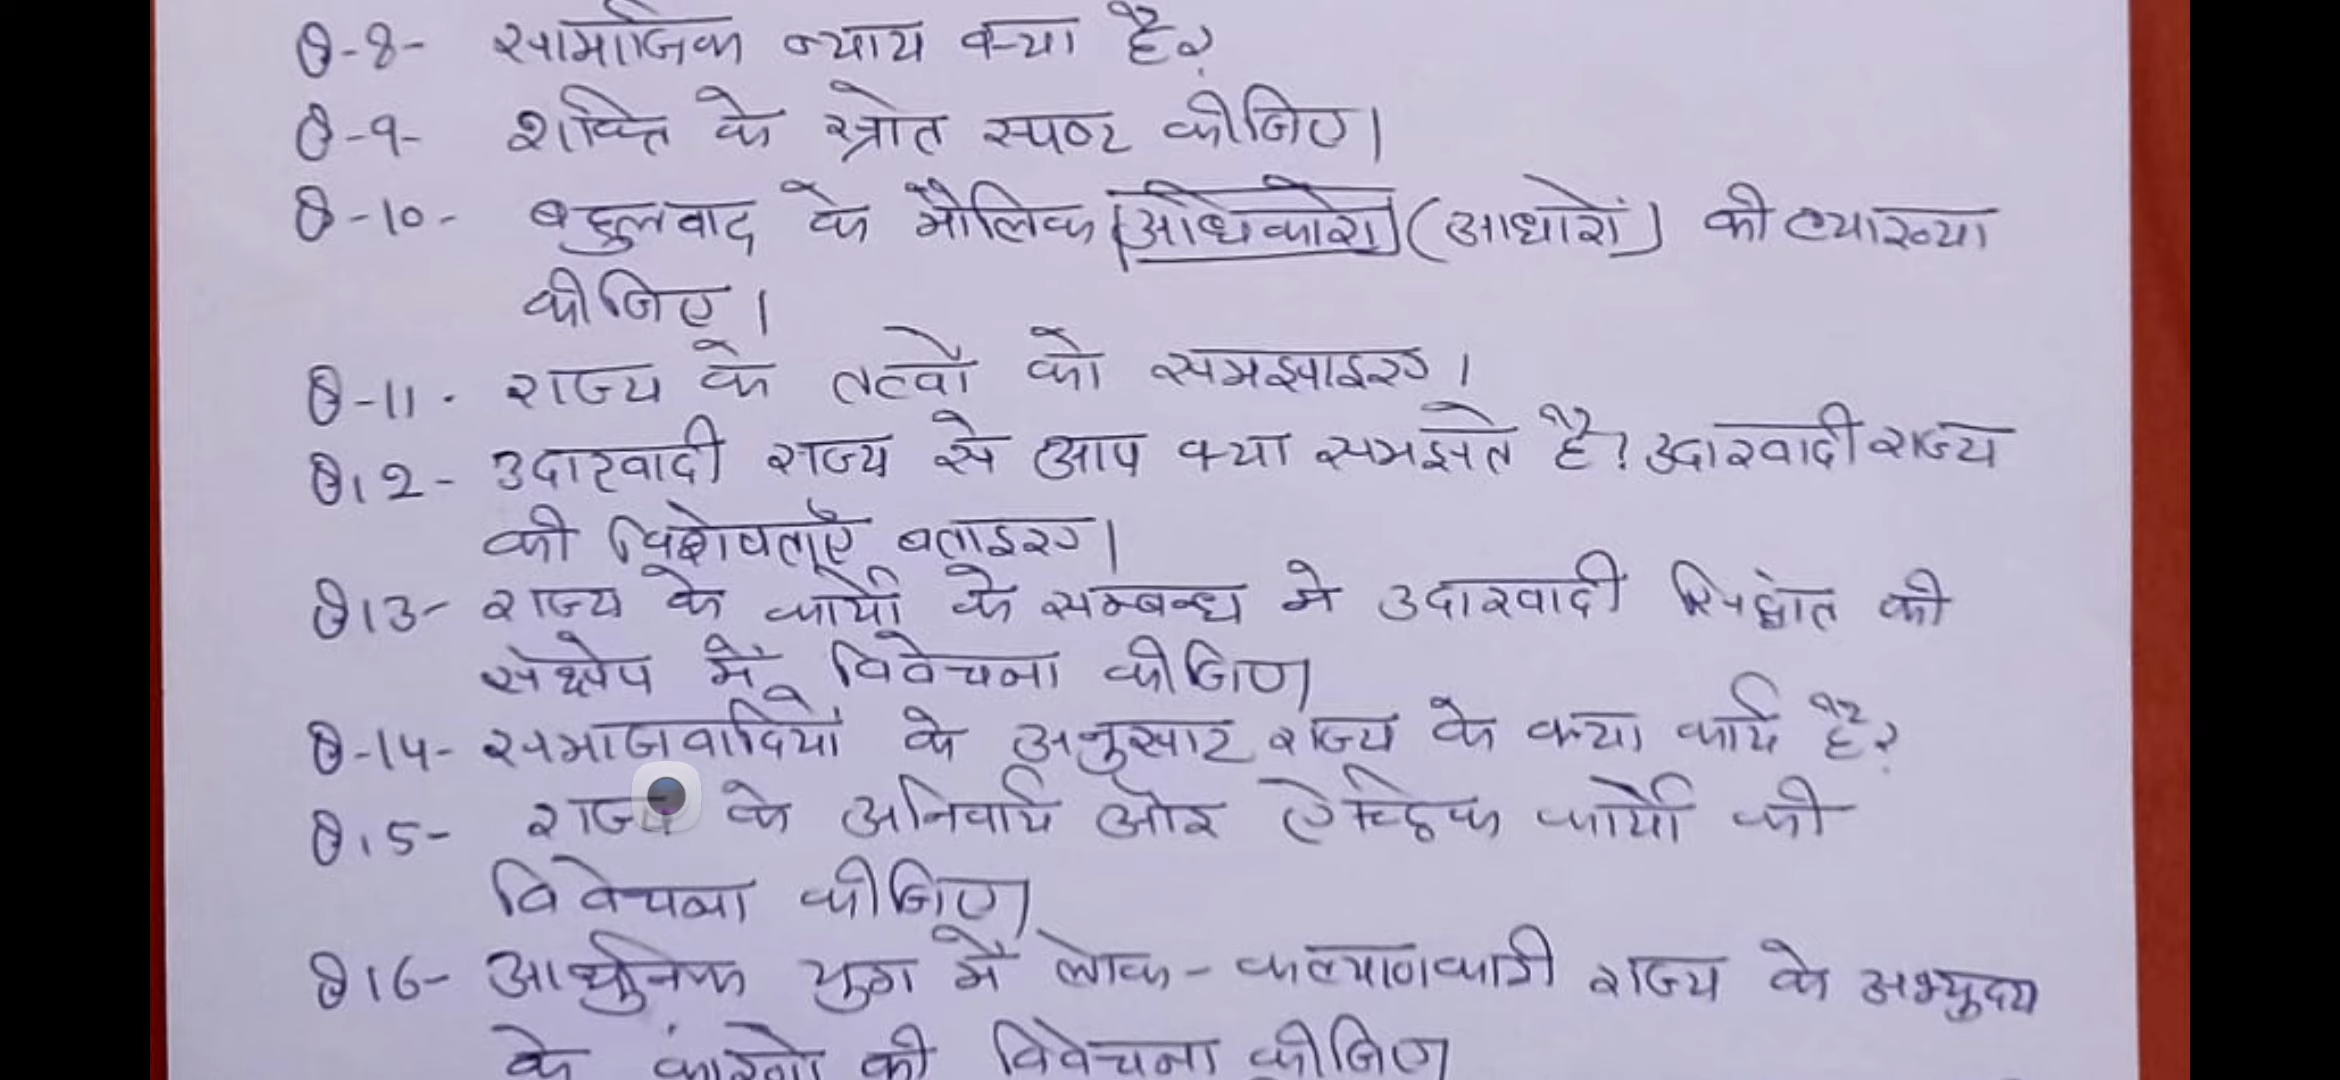 Q-8- सामाजिक न्याय क्या है?
Q-9- शक्ति के स्त्रोत स्पष्ट कीजिए।
Q-10- बहुलवाद के मौलिक अधिकारो (आधारों) की व्याख्या
कीजिए।
Q-11. राज्य के तत्वों को समझाइए।
Q12- उदारवादी राज्य से आप क्या समझते है? उदारवादी राज्य
की विशेषताएँ बताइए।
Q13- राज्य के कार्यों के सम्बन्ध मे उदारवादी सिद्धांत की
संक्षेप में विवेचना कीजिए।
Q-14- समाजवादियों के अनुसार राज्य के क्या कार्य है?
Q15- राज्य के अनिवार्य और ऐच्छिक कार्यों की
विवेचना कीजिए।
Q16- आधुनिक युग में लोक-कल्याणकारी राज्य के अभ्युदय
के कारणों की विवेचना कीजिए।